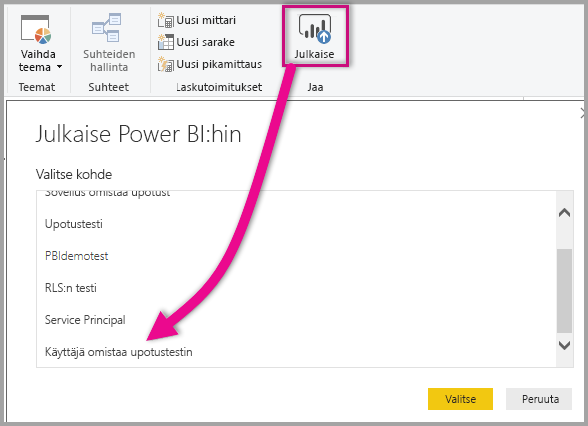 Vaihda
teema
Teemat
Suhteiden
hallinta
Suhteet
Uusi mittari
Uusi sarake
Uusi pikamittaus
Laskutoimitukset
Julkaise
Jaa
Julkaise Power BI:hin
Valitse kohde
Sovellus omistaa upotust
Upotustesti
PBIdemotest
RLS:n testi
Service Principal
Käyttäjä omistaa upotustestin
Valitse
Peruuta